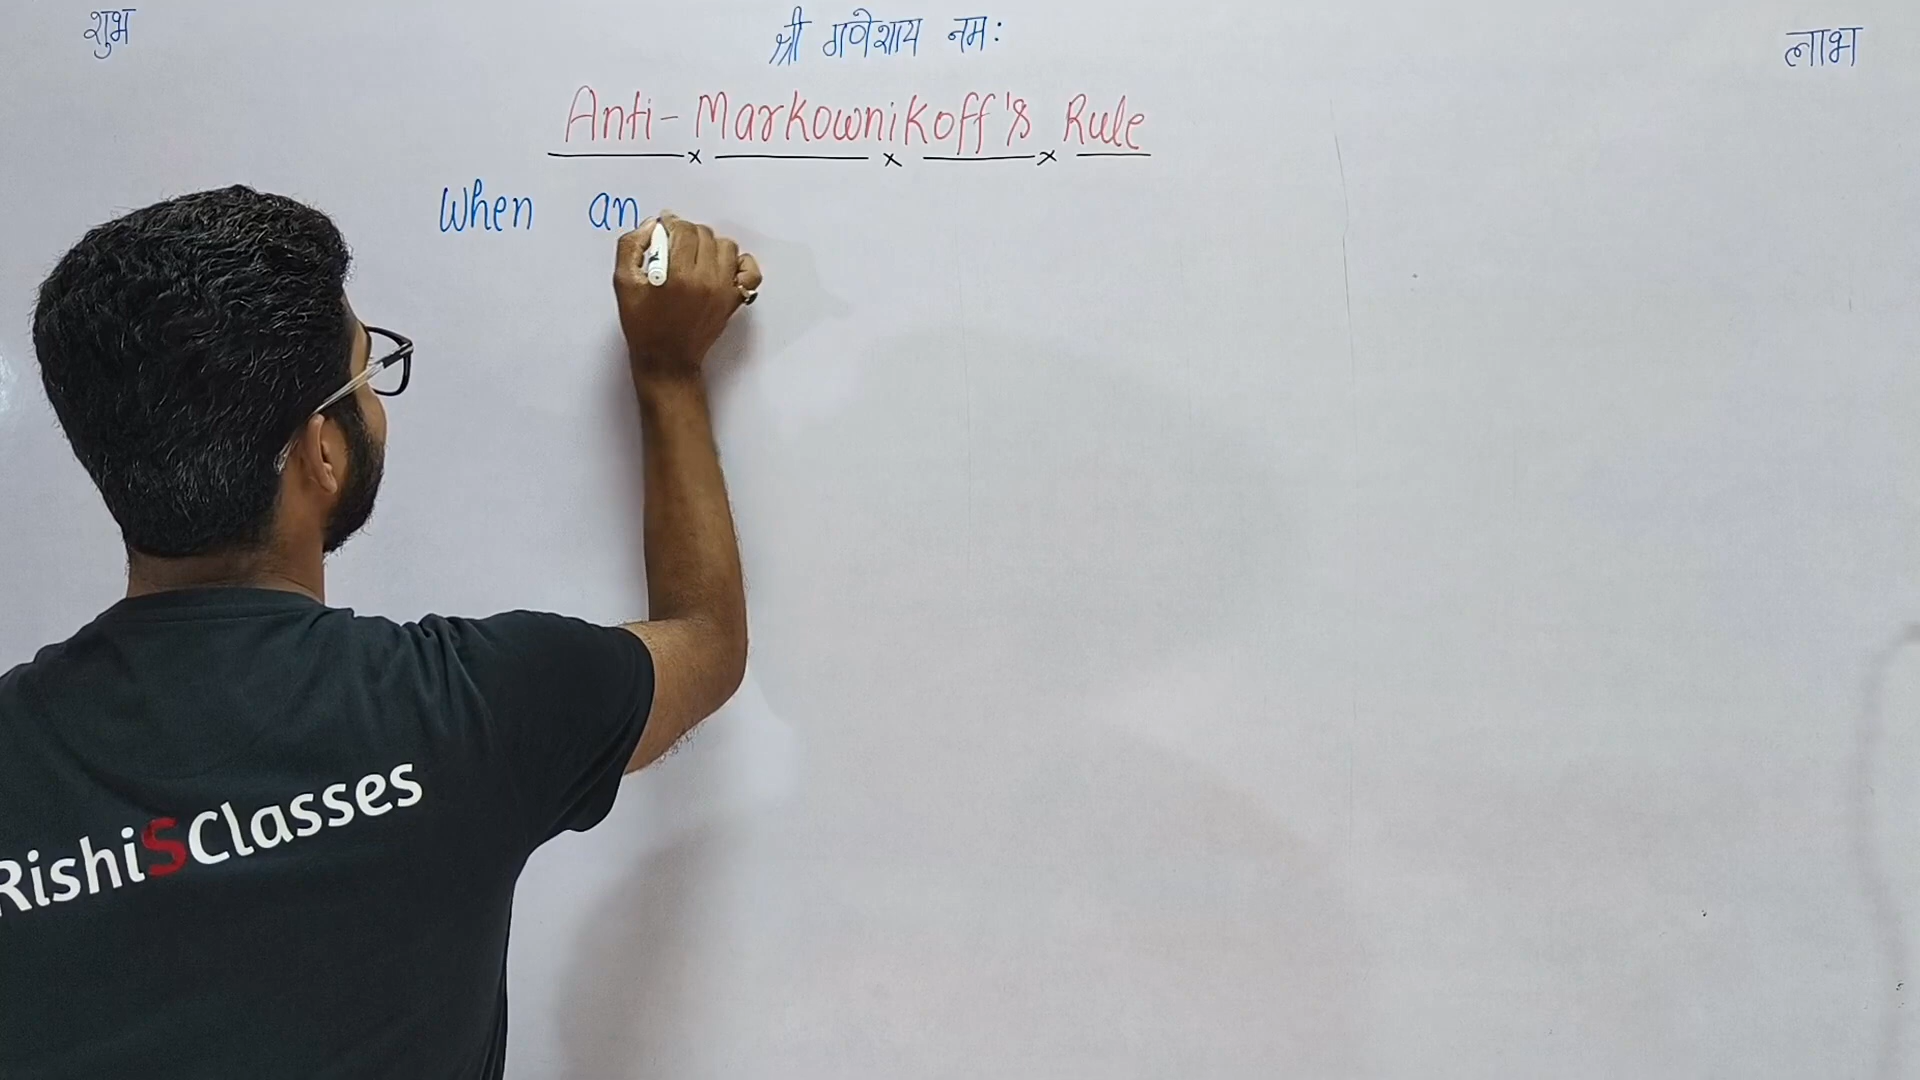 शुभ
श्री गणेशाय नमः
लाभ
Anti-Markownikoff's Rule
When an
RishiSClasses